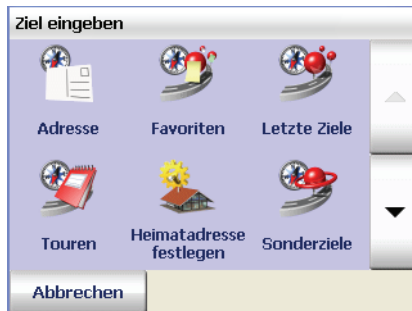 Ziel eingeben
Adresse
Favoriten
Letzte Ziele
Touren
Heimatadresse
festlegen
Sonderziele
Abbrechen